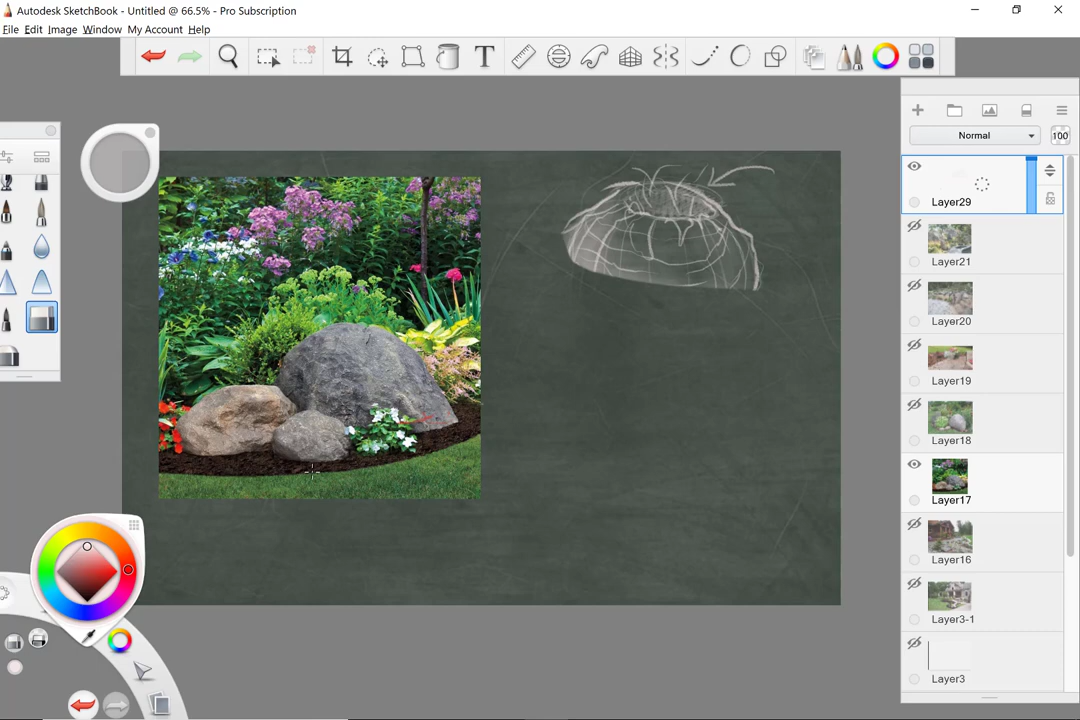 Autodesk SketchBook - Untitled @ 66.5% - Pro Subscription
File Edit Image Window My Account Help
T
Normal 100
Layer29
Layer21
Layer20
Layer19
Layer18
Layer17
Layer16
Layer3-1
Layer3